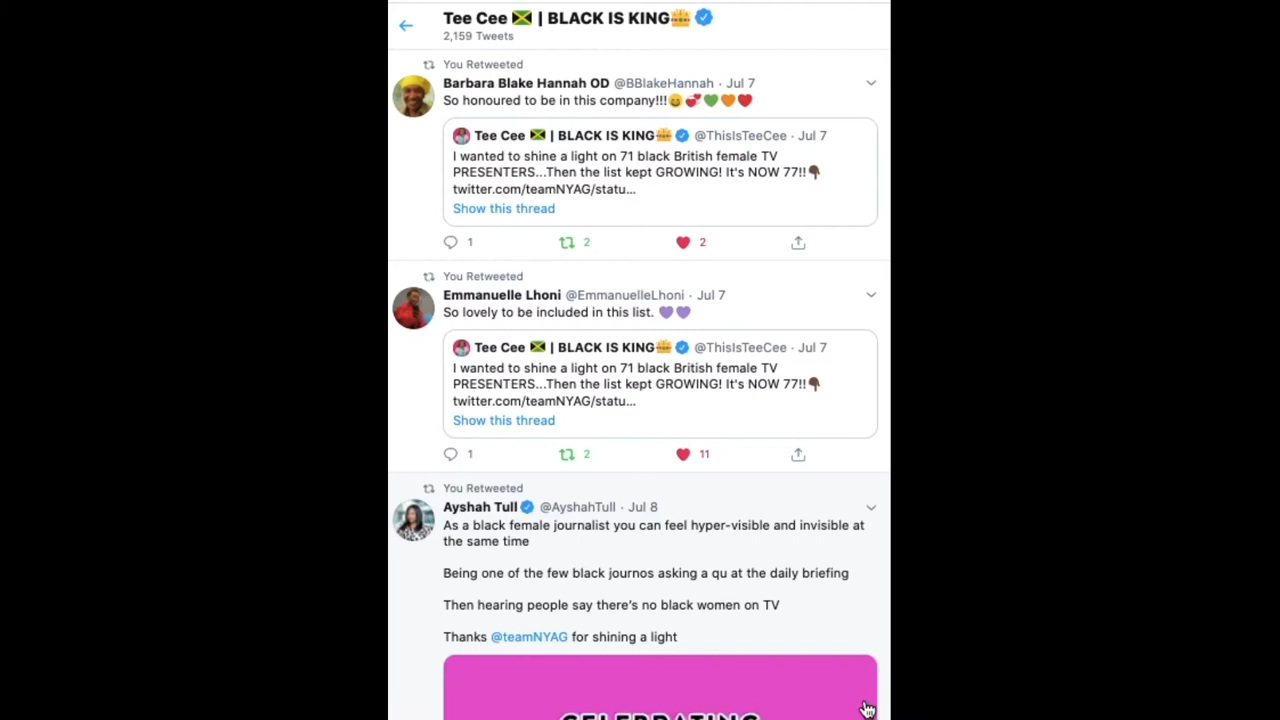 Tee Cee 🇯🇲 | BLACK IS KING👑
2,159 Tweets
You Retweeted
Barbara Blake Hannah OD @BBlakeHannah · Jul 7
So honoured to be in this company!!!😄💞💚🧡❤️
Tee Cee 🇯🇲 | BLACK IS KING👑 @ThisIsTeeCee · Jul 7
I wanted to shine a light on 71 black British female TV
PRESENTERS...Then the list kept GROWING! It's NOW 77!!👇🏿
twitter.com/teamNYAG/statu...
Show this thread
1 2 2
You Retweeted
Emmanuelle Lhoni @EmmanuelleLhoni · Jul 7
So lovely to be included in this list. 💜💜
Tee Cee 🇯🇲 | BLACK IS KING👑 @ThisIsTeeCee · Jul 7
I wanted to shine a light on 71 black British female TV
PRESENTERS...Then the list kept GROWING! It's NOW 77!!👇🏿
twitter.com/teamNYAG/statu...
Show this thread
1 2 11
You Retweeted
Ayshah Tull @AyshahTull · Jul 8
As a black female journalist you can feel hyper-visible and invisible at
the same time
Being one of the few black journos asking a qu at the daily briefing
Then hearing people say there's no black women on TV
Thanks @teamNYAG for shining a light
CELEBRATING